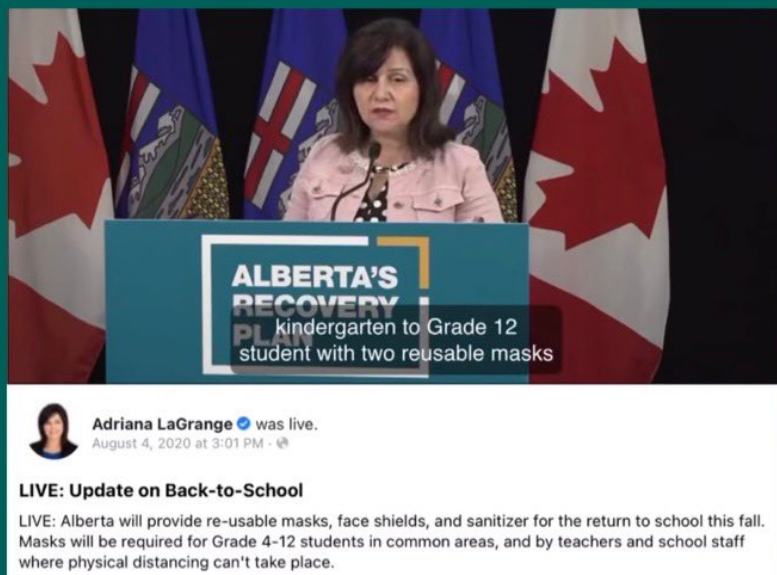 ALBERTA'S
RECOVERY
PLAN
kindergarten to Grade 12
student with two reusable masks
Adriana LaGrange was live.
August 4, 2020 at 3:01 PM ·
LIVE: Update on Back-to-School
LIVE: Alberta will provide re-usable masks, face shields, and sanitizer for the return to school this fall.
Masks will be required for Grade 4-12 students in common areas, and by teachers and school staff
where physical distancing can't take place.